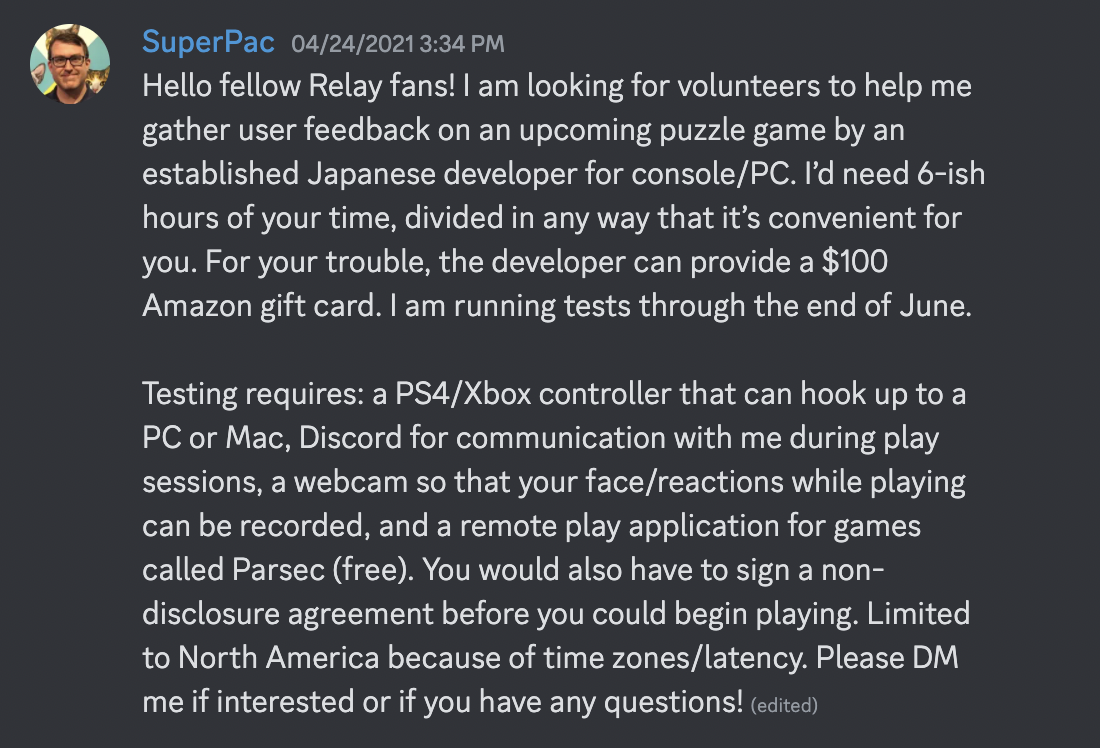 SuperPac 04/24/2021 3:34 PM
Hello fellow Relay fans! I am looking for volunteers to help me
gather user feedback on an upcoming puzzle game by an
established Japanese developer for console/PC. I’d need 6-ish
hours of your time, divided in any way that it’s convenient for
you. For your trouble, the developer can provide a $100
Amazon gift card. I am running tests through the end of June.
Testing requires: a PS4/Xbox controller that can hook up to a
PC or Mac, Discord for communication with me during play
sessions, a webcam so that your face/reactions while playing
can be recorded, and a remote play application for games
called Parsec (free). You would also have to sign a non-
disclosure agreement before you could begin playing. Limited
to North America because of time zones/latency. Please DM
me if interested or if you have any questions! (edited)